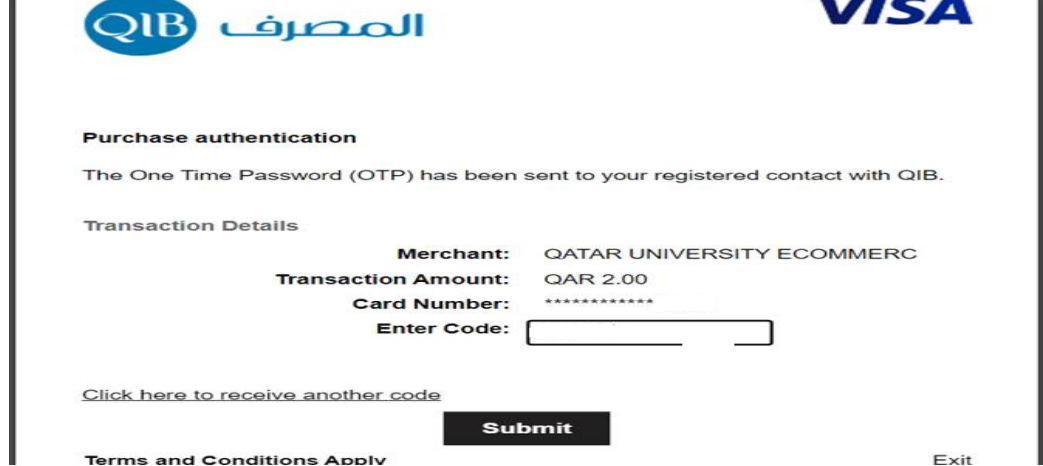 QIB المصرف
VISA
Purchase authentication
The One Time Password (OTP) has been sent to your registered contact with QIB.
Transaction Details
Merchant: QATAR UNIVERSITY ECOMMERC
Transaction Amount: QAR 2.00
Card Number: ************
Enter Code:
Click here to receive another code
Submit
Terms and Conditions Apply
Exit